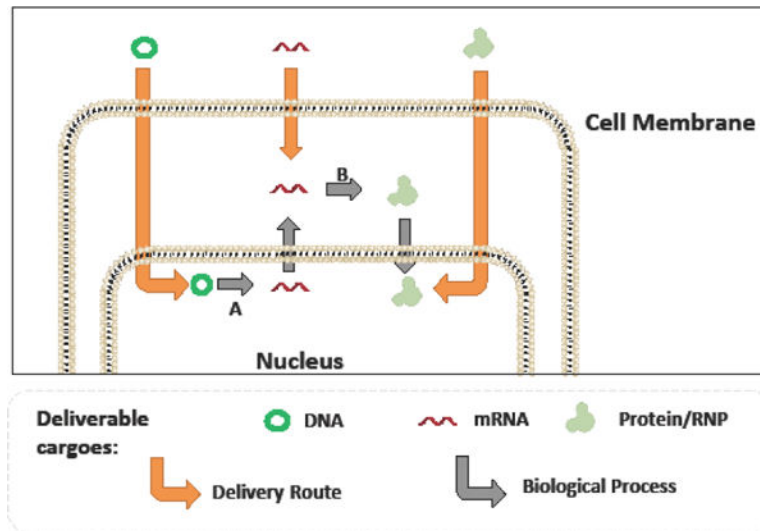 Cell Membrane
B
A
Nucleus
Deliverable
cargoes:
DNA
mRNA
Protein/RNP
Delivery Route
Biological Process